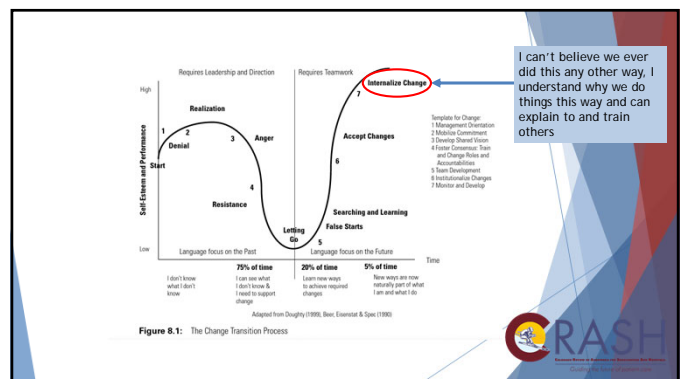 Requires Leadership and Direction
Requires Teamwork
I can't believe we ever
did this any other way, I
understand why we do
things this way and can
explain to and train
others
Self-Esteem and Performance
High
Low
Start
1
Denial
2
Realization
3
Anger
4
Resistance
Letting
Go
5
False Starts
Searching and Learning
6
Accept Changes
7
Internalize Change
Template for Change:
1 Management Orientation
2 Mobilize Commitment
3 Develop Shared Vision
4 Foster Consensus: Train
and Change Roles and
Accountabilities
5 Team Development
6 Institutionalize Changes
7 Monitor and Develop
Language focus on the Past
Language focus on the Future
Time
75% of time
20% of time
5% of time
I don't know
what I don't
know
I can see what
I don't know &
I need to support
change
Learn new ways
to achieve required
changes
New ways are now
naturally part of what
I am and what I do
Adapted from Doughty (1999), Beer, Eisenstat & Spec (1990)
Figure 8.1: The Change Transition Process
CRASH